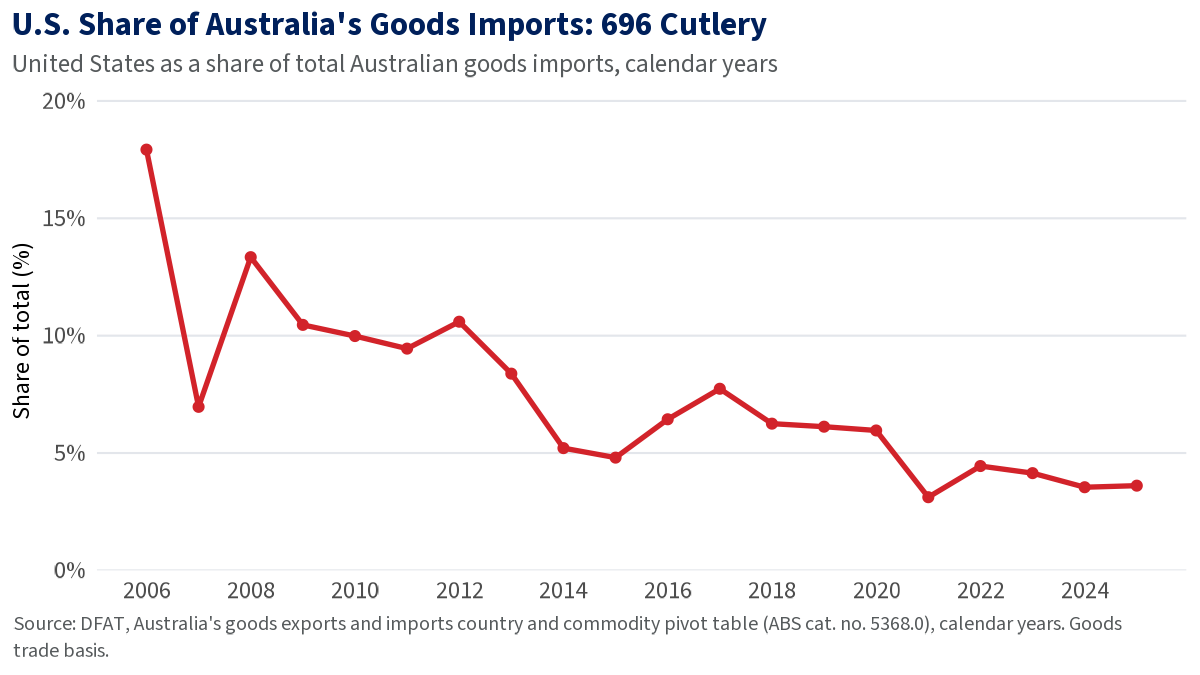 U.S. Share of Australia's Goods Imports: 696 Cutlery
United States as a share of total Australian goods imports, calendar years
Share of total (%)
20%
15%
10%
5%
0%
2006 2008 2010 2012 2014 2016 2018 2020 2022 2024
Source: DFAT, Australia's goods exports and imports country and commodity pivot table (ABS cat. no. 5368.0), calendar years. Goods
trade basis.